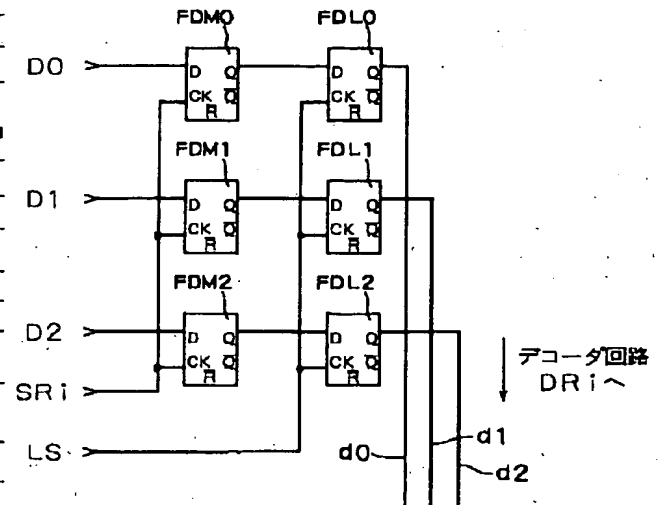 FDM0 FDL0
D0
D Q D Q
CK Q̅ CK Q̅
R̅ R̅
FDM1 FDL1
D1
D Q D Q
CK Q̅ CK Q̅
R̅ R̅
FDM2 FDL2
D2
D Q D Q
CK Q̅ CK Q̅
R̅ R̅
デコーダ回路
DRiへ
SRi
LS
d0
d1
d2